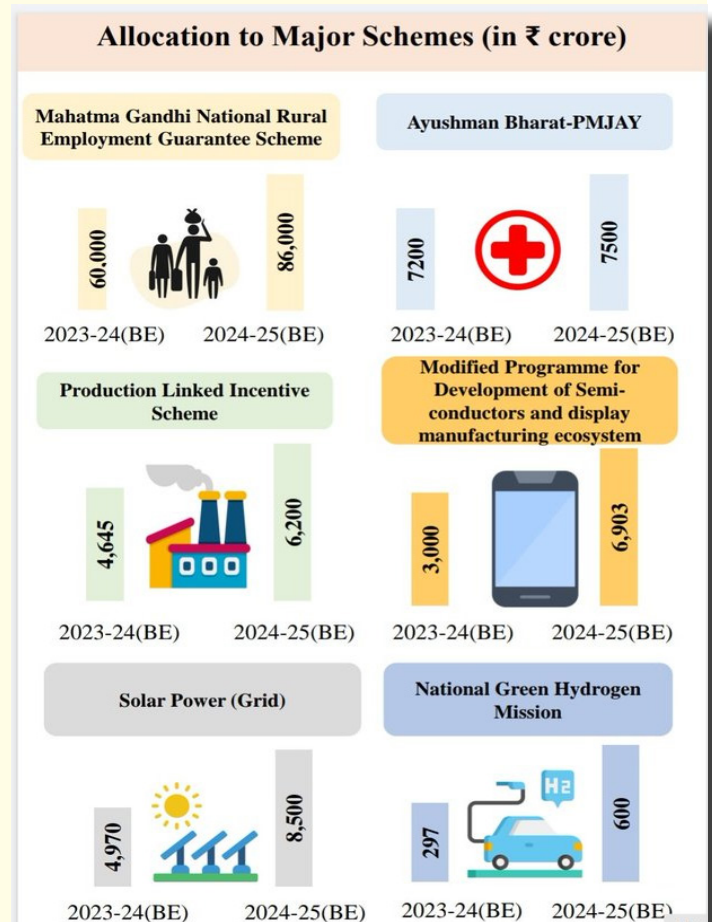 Allocation to Major Schemes (in ₹ crore)
Mahatma Gandhi National Rural
Employment Guarantee Scheme
60.000
86,000
2023-24(BE)
2024-25(BE)
Ayushman Bharat-PMJAY
7200
7500
2023-24(BE)
2024-25(BE)
Production Linked Incentive
Scheme
4,645
6,200
2023-24(BE)
2024-25(BE)
Modified Programme for
Development of Semi-
conductors and display
manufacturing ecosystem
3,000
6,903
2023-24(BE)
2024-25(BE)
Solar Power (Grid)
4,970
8,500
2023-24(BE)
2024-25(BE)
National Green Hydrogen
Mission
297
H2
600
2023-24(BE)
2024-25(BE)